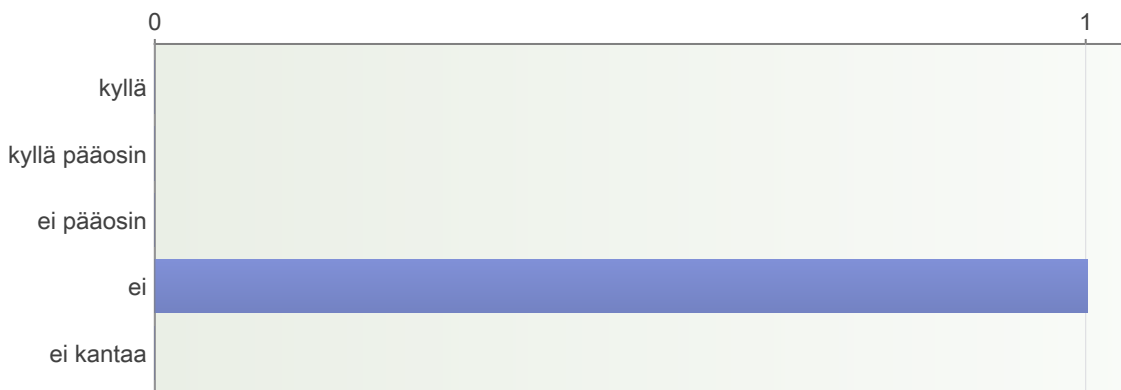 0 1
kyllä
kyllä pääosin
ei pääosin
ei
ei kantaa